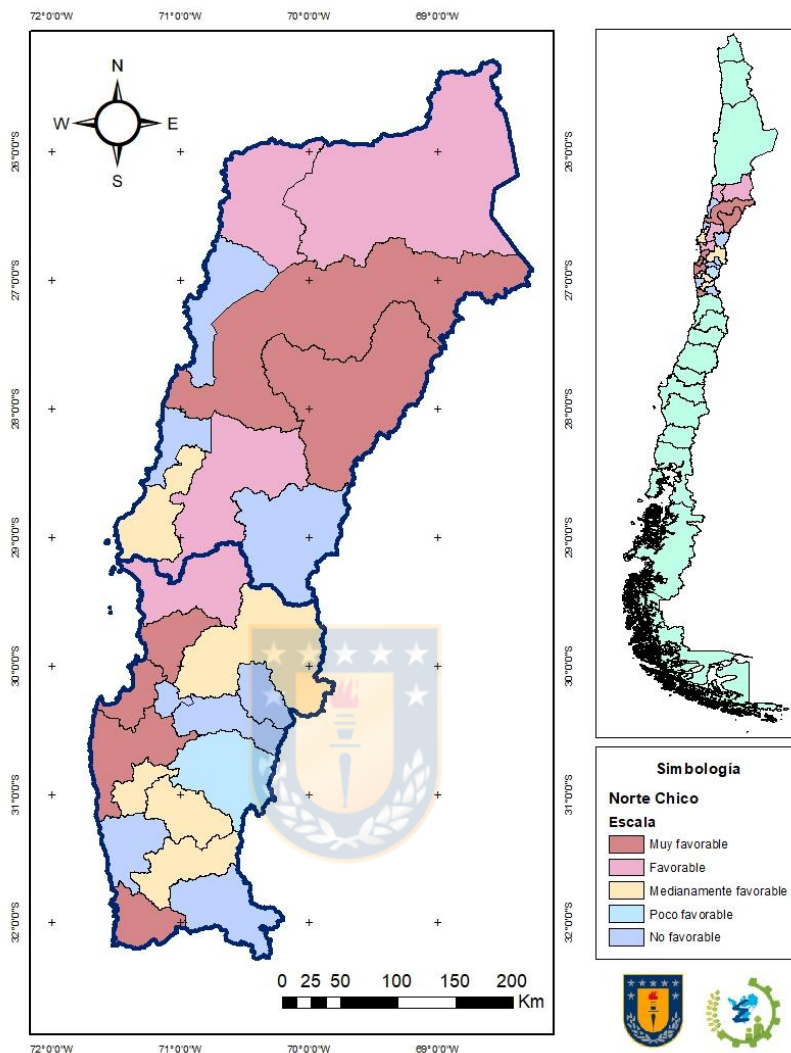 72°0'0"W 71°0'0"W 70°0'0"W 69°0'0"W
N
W E
S
26°0'0"S 26°0'0"S
27°0'0"S 27°0'0"S
28°0'0"S 28°0'0"S
29°0'0"S 29°0'0"S
30°0'0"S 30°0'0"S
31°0'0"S 31°0'0"S
32°0'0"S 32°0'0"S
0 25 50 100 150 200
Km
72°0'0"W 71°0'0"W 70°0'0"W 69°0'0"W
Simbología
Norte Chico
Escala
Muy favorable
Favorable
Medianamente favorable
Poco favorable
No favorable